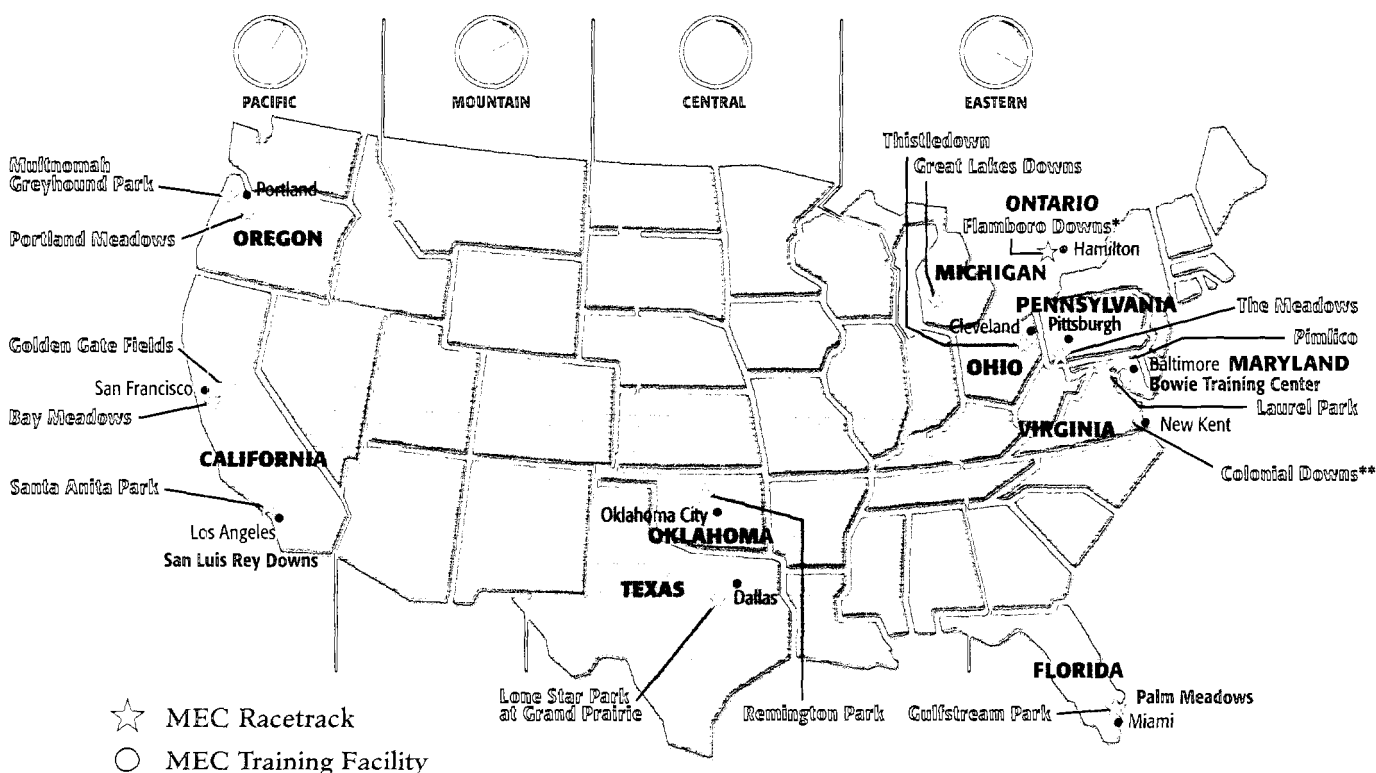 PACIFIC
MOUNTAIN
CENTRAL
EASTERN
Thistledown
Great Lakes Downs
Multnomah
Greyhound Park
Portland
Portland Meadows
OREGON
ONTARIO
Flamboro Downs*
Hamilton
MICHIGAN
PENNSYLVANIA
The Meadows
Cleveland
Pittsburgh
Pimlico
Golden Gate Fields
OHIO
Baltimore
MARYLAND
San Francisco
Bowie Training Center
Bay Meadows
Laurel Park
VIRGINIA
New Kent
CALIFORNIA
Colonial Downs**
Santa Anita Park
Los Angeles
Oklahoma City
OKLAHOMA
San Luis Rey Downs
TEXAS
Dallas
FLORIDA
Lone Star Park
at Grand Prairie
Remington Park
Gulfstream Park
Palm Meadows
Miami
MEC Racetrack
MEC Training Facility